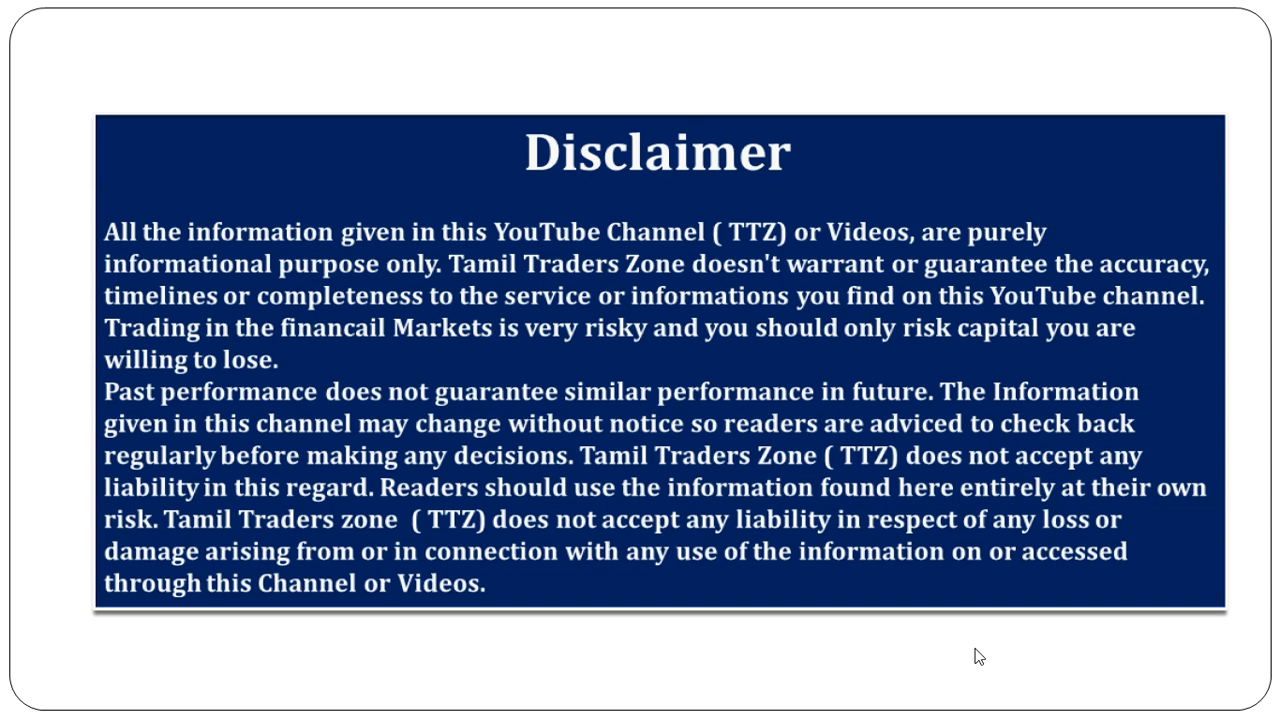 Disclaimer
All the information given in this YouTube Channel ( TTZ) or Videos, are purely
informational purpose only. Tamil Traders Zone doesn't warrant or guarantee the accuracy,
timelines or completeness to the service or informations you find on this YouTube channel.
Trading in the financail Markets is very risky and you should only risk capital you are
willing to lose.
Past performance does not guarantee similar performance in future. The Information
given in this channel may change without notice so readers are adviced to check back
regularly before making any decisions. Tamil Traders Zone ( TTZ) does not accept any
liability in this regard. Readers should use the information found here entirely at their own
risk. Tamil Traders zone  ( TTZ) does not accept any liability in respect of any loss or
damage arising from or in connection with any use of the information on or accessed
through this Channel or Videos.